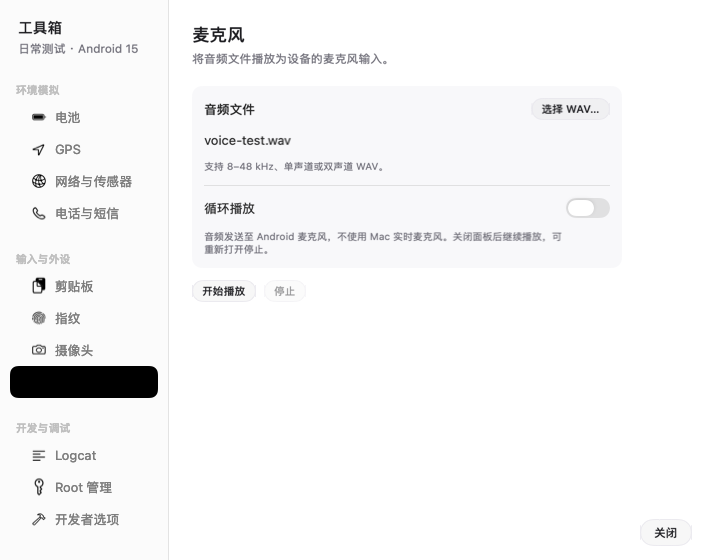 工具箱
日常测试 · Android 15
环境模拟
电池
GPS
网络与传感器
电话与短信
输入与外设
剪贴板
指纹
摄像头
开发与调试
Logcat
Root 管理
开发者选项
麦克风
将音频文件播放为设备的麦克风输入。
音频文件
选择 WAV...
voice-test.wav
支持 8–48 kHz、单声道或双声道 WAV。
循环播放
音频发送至 Android 麦克风，不使用 Mac 实时麦克风。关闭面板后继续播放，可
重新打开停止。
开始播放
停止
关闭